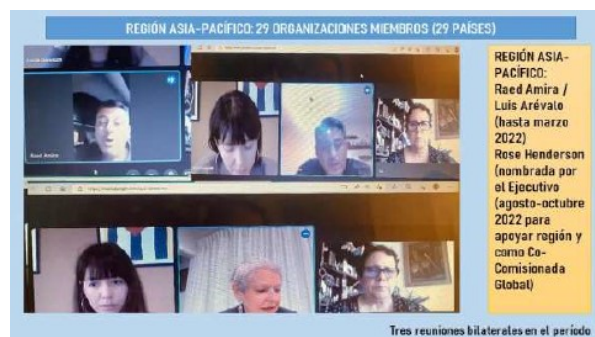 REGIÓN ASIA-PACÍFICO: 29 ORGANIZACIONES MIEMBROS (29 PAÍSES)
Raed Amira
REGIÓN ASIA-
PACÍFICO:
Raed Amira /
Luis Arévalo
(hasta marzo
2022)
Rose Henderson
(nombrada por
el Ejecutivo
(agosto-octubre
2022 para
apoyar región y
como Co-
Comisionada
Global)
Tres reuniones bilaterales en el período